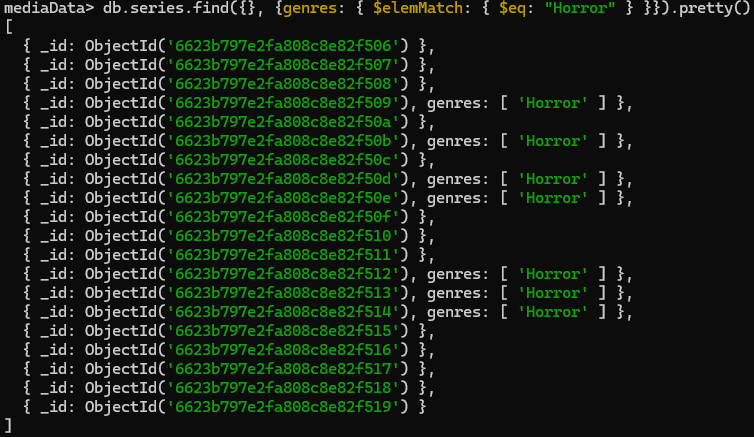 mediaData> db.series.find({}, {genres: { $elemMatch: { $eq: "Horror" } }}).pretty()
[
  { _id: ObjectId('6623b797e2fa808c8e82f506') },
  { _id: ObjectId('6623b797e2fa808c8e82f507') },
  { _id: ObjectId('6623b797e2fa808c8e82f508') },
  { _id: ObjectId('6623b797e2fa808c8e82f509'), genres: [ 'Horror' ] },
  { _id: ObjectId('6623b797e2fa808c8e82f50a') },
  { _id: ObjectId('6623b797e2fa808c8e82f50b'), genres: [ 'Horror' ] },
  { _id: ObjectId('6623b797e2fa808c8e82f50c') },
  { _id: ObjectId('6623b797e2fa808c8e82f50d'), genres: [ 'Horror' ] },
  { _id: ObjectId('6623b797e2fa808c8e82f50e'), genres: [ 'Horror' ] },
  { _id: ObjectId('6623b797e2fa808c8e82f50f') },
  { _id: ObjectId('6623b797e2fa808c8e82f510') },
  { _id: ObjectId('6623b797e2fa808c8e82f511') },
  { _id: ObjectId('6623b797e2fa808c8e82f512'), genres: [ 'Horror' ] },
  { _id: ObjectId('6623b797e2fa808c8e82f513'), genres: [ 'Horror' ] },
  { _id: ObjectId('6623b797e2fa808c8e82f514'), genres: [ 'Horror' ] },
  { _id: ObjectId('6623b797e2fa808c8e82f515') },
  { _id: ObjectId('6623b797e2fa808c8e82f516') },
  { _id: ObjectId('6623b797e2fa808c8e82f517') },
  { _id: ObjectId('6623b797e2fa808c8e82f518') },
  { _id: ObjectId('6623b797e2fa808c8e82f519') }
]